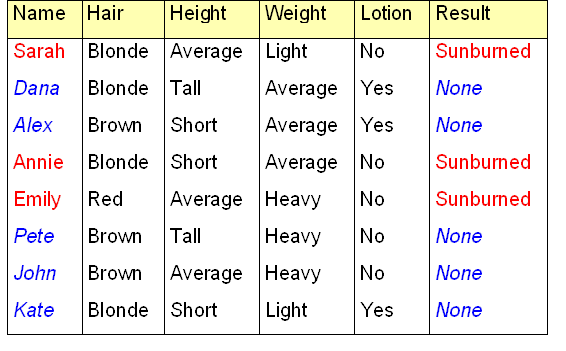 Name Hair Height Weight Lotion Result
Sarah Blonde Average Light No Sunburned
Dana Blonde Tall Average Yes None
Alex Brown Short Average Yes None
Annie Blonde Short Average No Sunburned
Emily Red Average Heavy No Sunburned
Pete Brown Tall Heavy No None
John Brown Average Heavy No None
Kate Blonde Short Light Yes None